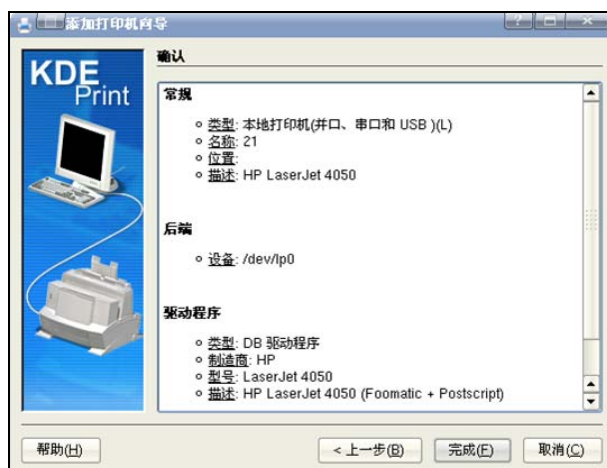 添加打印机向导
KDE
Print
确认
常规
类型: 本地打印机(并口、串口和 USB )(L)
名称: 21
位置:
描述: HP LaserJet 4050
后端
设备: /dev/lp0
驱动程序
类型: DB 驱动程序
制造商: HP
型号: LaserJet 4050
描述: HP LaserJet 4050 (Foomatic + Postscript)
帮助(H)
< 上一步(B)
完成(F)
取消(C)